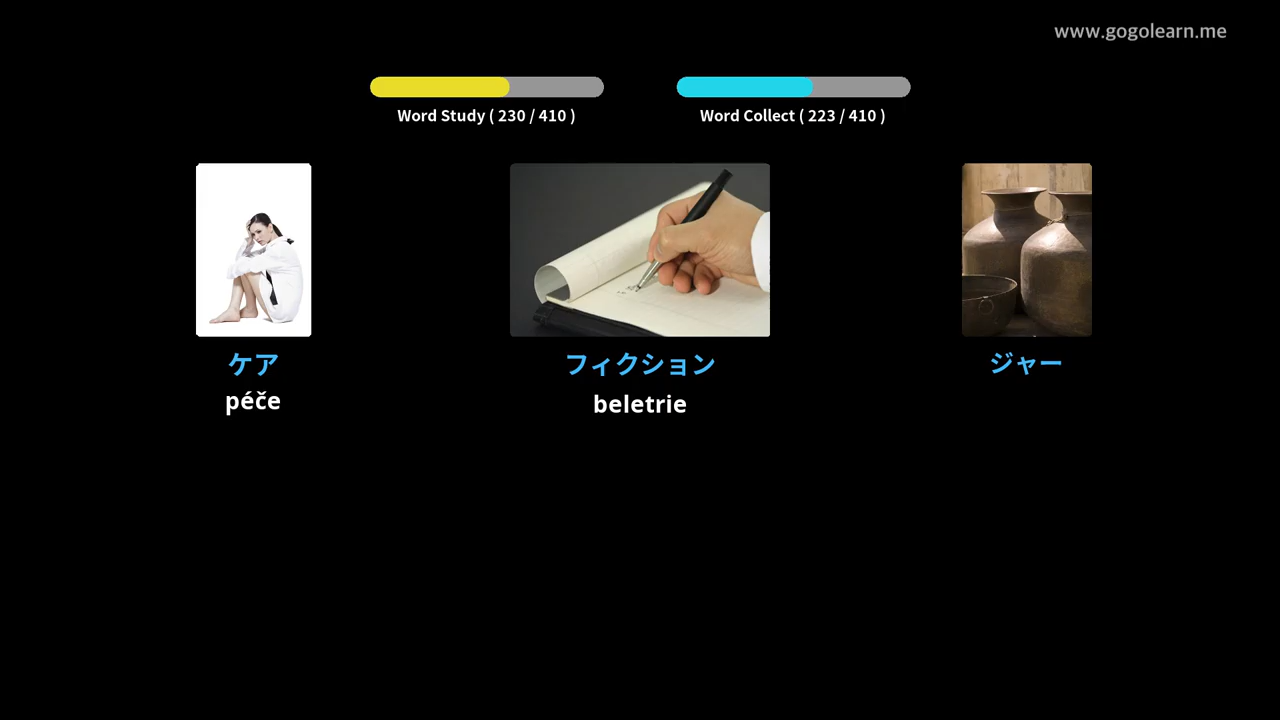 www.gogolearn.me
Word Study ( 230 / 410 )
Word Collect ( 223 / 410 )
ケア
péče
フィクション
beletrie
ジャー